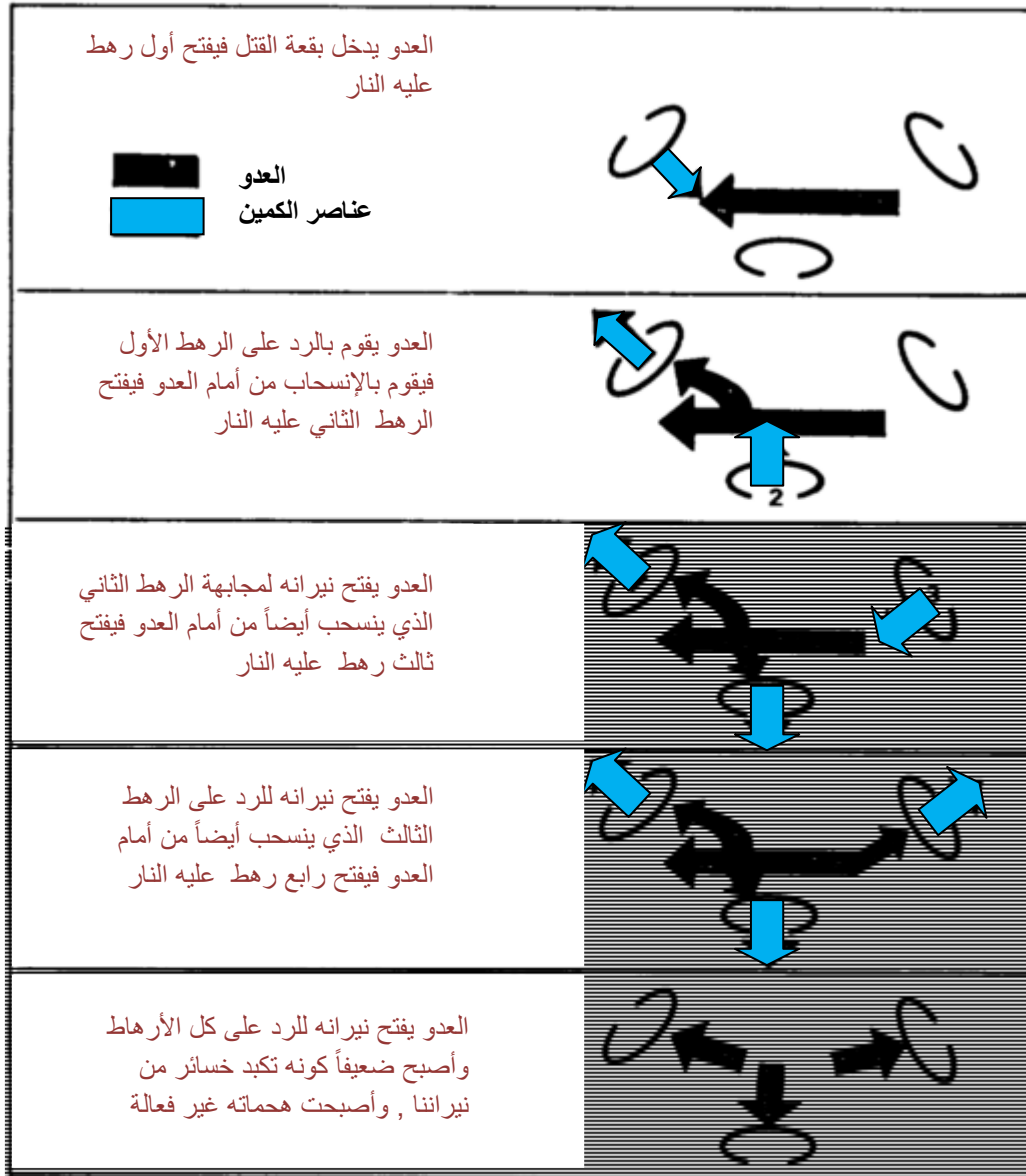 العدو يدخل بقعة القتل فيفتح أول رهط
عليه النار
العدو
عناصر الكمين
العدو يقوم بالرد على الرهط الأول
فيقوم بالإنسحاب من أمام العدو فيفتح
الرهط الثاني عليه النار
2
العدو يفتح نيرانه لمجابهة الرهط الثاني
الذي ينسحب أيضاً من أمام العدو فيفتح
ثالث رهط عليه النار
العدو يفتح نيرانه للرد على الرهط
الثالث الذي ينسحب أيضاً من أمام
العدو فيفتح رابع رهط عليه النار
العدو يفتح نيرانه للرد على كل الأرهاط
وأصبح ضعيفاً كونه تكبد خسائر من
نيراننا , وأصبحت هحماته غير فعالة